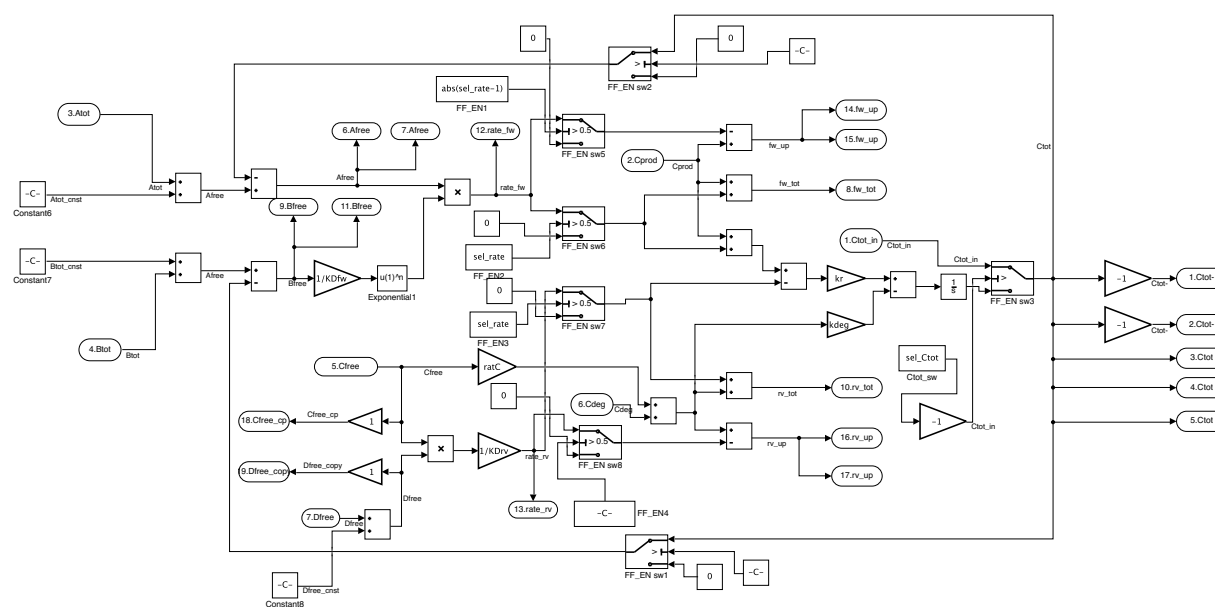 0
0
-C-
FF_EN sw2
abs(sel_rate-1)
FF_EN1
3.Atot
6.Afree
7.Afree
12.rate_fw
> 0.5
FF_EN sw5
14.fw_up
15.fw_up
fw_up
2.Cprod
Cprod
Ctot
-C-
Atot_cnst
Constant6
Atot
Afree
Afree
×
rate_fw
fw_tot
8.fw_tot
9.Bfree
11.Bfree
0
> 0.5
FF_EN sw6
sel_rate
FF_EN2
1.Ctot_in
Ctot_in
Ctot_in
-C-
Btot_cnst
Constant7
Afree
Bfree
1/KDfw
u(1)^n
Exponential1
0
> 0.5
FF_EN sw7
sel_rate
FF_EN3
kr
1
s
>
FF_EN sw3
-1
Ctot-
1.Ctot-
kdeg
-1
Ctot-
2.Ctot-
4.Btot
Btot
5.Cfree
Cfree
ratC
sel_Ctot
Ctot_sw
3.Ctot
4.Ctot
0
6.Cdeg
Cdeg
rv_tot
10.rv_tot
-1
Ctot_in
5.Ctot
18.Cfree_cp
Cfree_cp
1
×
1/KDrv
rate_rv
> 0.5
FF_EN sw8
rv_up
16.rv_up
17.rv_up
19.Dfree_copy
Dfree_copy
1
Dfree
13.rate_rv
-C-
FF_EN4
7.Dfree
Dfree
>
FF_EN sw1
0
-C-
-C-
Dfree_cnst
Constant8